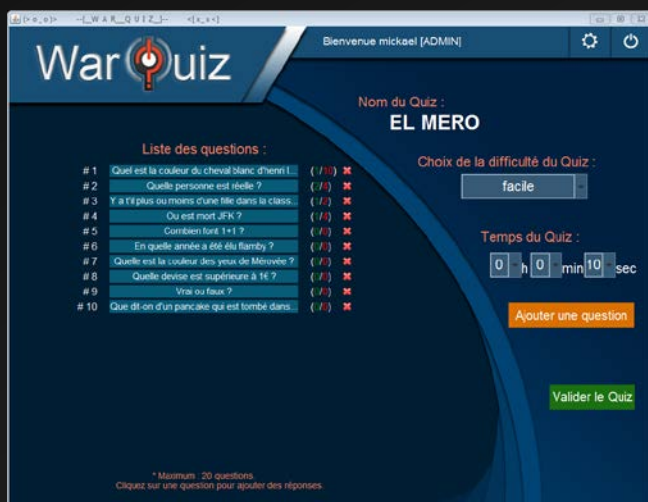 (>o_o)> --[_WAR__QUIZ_]-- <[x_x<]
War Quiz
Bienvenue mickael [ADMIN]
Nom du Quiz :
EL MERO
Liste des questions :
# 1 Quel est la couleur du cheval blanc d'henri I... (1/10)
# 2 Quelle personne est réelle ?
# 3 Y a t'il plus ou moins d'une fille dans la class...
# 4 Ou est mort JFK ?
# 5 Combien font 1+1 ?
# 6 En quelle année a été élu flamby ?
# 7 Quelle est la couleur des yeux de Mérovée ?
# 8 Quelle devise est supérieure à 1€ ?
# 9 Vrai ou faux ?
# 10 Que dit-on d'un pancake qui est tombé dans...
Choix de la difficulté du Quiz :
facile
Temps du Quiz :
0 h 0 min 10 sec
Ajouter une question
Valider le Quiz
* Maximum : 20 questions.
Cliquez sur une question pour ajouter des réponses.